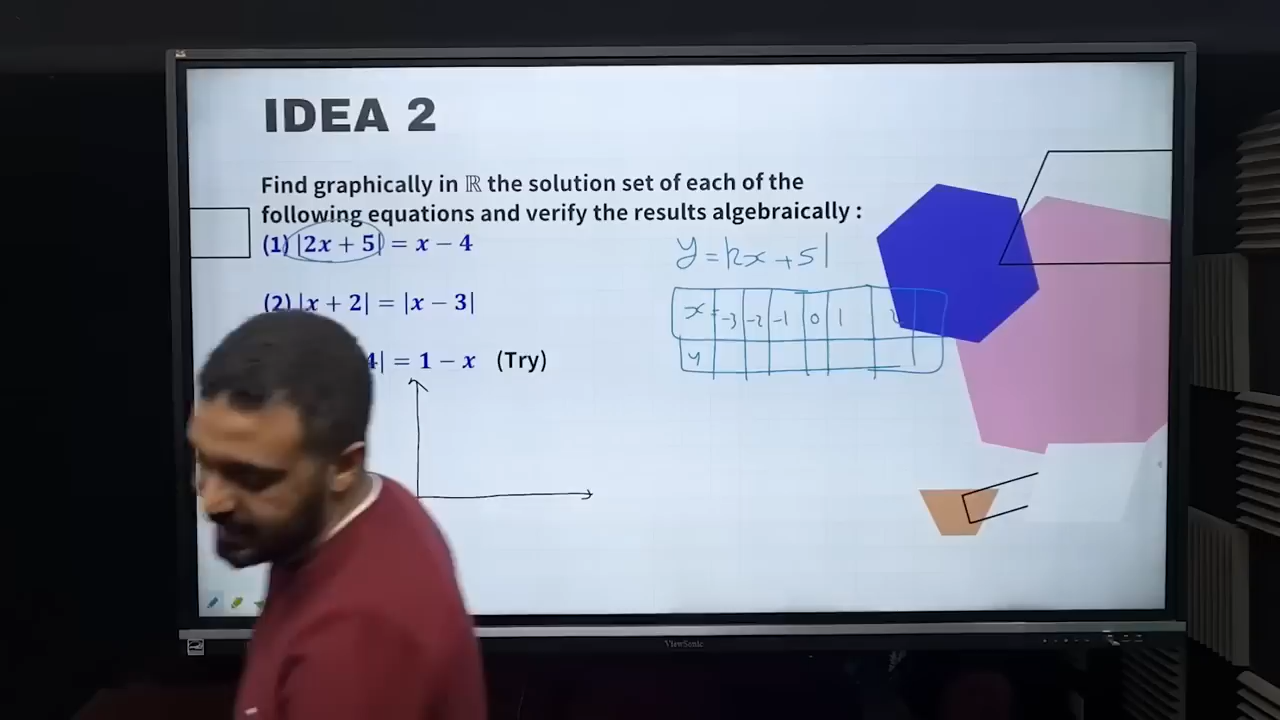 IDEA 2
Find graphically in ℝ the solution set of each of the
following equations and verify the results algebraically :
(1) |2x + 5| = x − 4
y = |2x + 5|
(2) |x + 2| = |x − 3|
x -3 -2 -1 0 1 2
y
4| = 1 − x (Try)
ViewSonic